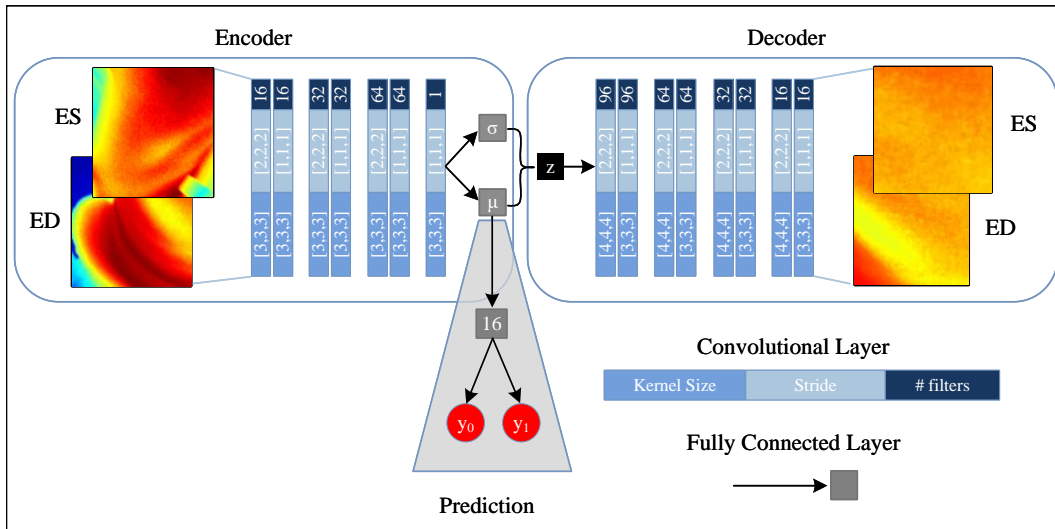 Encoder
Decoder
ES
ED
16
[2,2,2]
[3,3,3]
16
[1,1,1]
[3,3,3]
32
[2,2,2]
[3,3,3]
32
[1,1,1]
[3,3,3]
64
[2,2,2]
[3,3,3]
64
[1,1,1]
[3,3,3]
1
[1,1,1]
[3,3,3]
σ
μ
z
96
[2,2,2]
[4,4,4]
96
[1,1,1]
[3,3,3]
64
[2,2,2]
[4,4,4]
64
[1,1,1]
[3,3,3]
32
[2,2,2]
[4,4,4]
32
[1,1,1]
[3,3,3]
16
[2,2,2]
[4,4,4]
16
[1,1,1]
[3,3,3]
ES
ED
16
y0
y1
Prediction
Convolutional Layer
Kernel Size
Stride
# filters
Fully Connected Layer